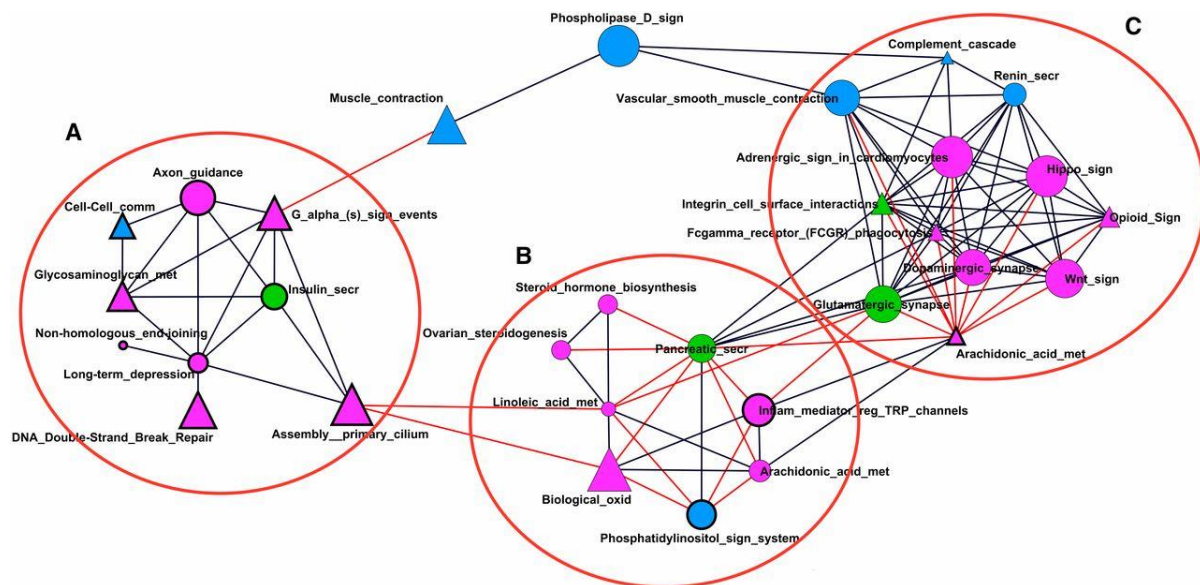 Phospholipase_D_sign
C
Complement_cascade
Renin_secr
Muscle_contraction
Vascular_smooth_muscle_contraction
A
Adrenergic_sign_in_cardiomyocytes
Hippo_sign
Axon_guidance
Cell-Cell_comm
G_alpha_(s)_sign_events
Integrin_cell_surface_interactions
Opioid_Sign
Fcgamma_receptor_(FCGR)_phagocytosis
B
Dopaminergic_synapse
Wnt_sign
Glycosaminoglycan_met
Insulin_secr
Steroid_hormone_biosynthesis
Glutamatergic_synapse
Non-homologous_end-joining
Ovarian_steroidogenesis
Pancreatic_secr
Arachidonic_acid_met
Long-term_depression
Linoleic_acid_met
Inflam_mediator_reg_TRP_channels
DNA_Double-Strand_Break_Repair
Assembly__primary_cilium
Arachidonic_acid_met
Biological_oxid
Phosphatidylinositol_sign_system